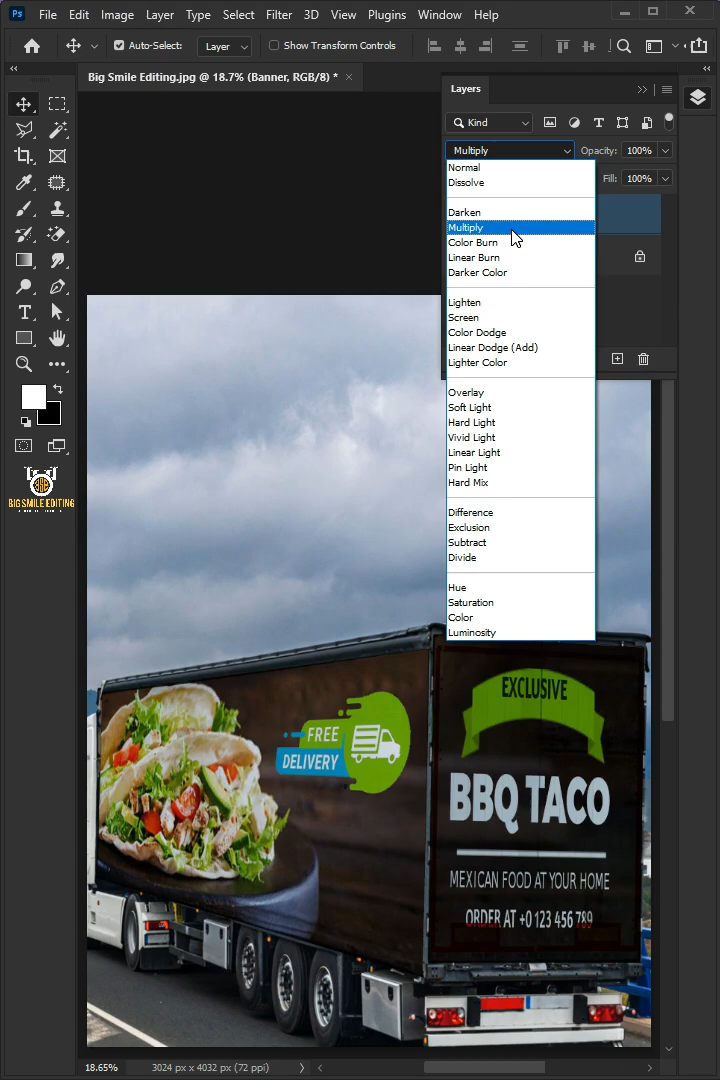 Ps File Edit Image Layer Type Select Filter 3D View Plugins Window Help
Auto-Select: Layer Show Transform Controls
Big Smile Editing.jpg @ 18.7% (Banner, RGB/8) *
Layers
Kind
Multiply Opacity: 100%
Fill: 100%
Normal
Dissolve
Darken
Multiply
Color Burn
Linear Burn
Darker Color
Lighten
Screen
Color Dodge
Linear Dodge (Add)
Lighter Color
Overlay
Soft Light
Hard Light
Vivid Light
Linear Light
Pin Light
Hard Mix
Difference
Exclusion
Subtract
Divide
Hue
Saturation
Color
Luminosity
BIG SMILE EDITING
FREE
DELIVERY
EXCLUSIVE
BBQ TACO
MEXICAN FOOD AT YOUR HOME
ORDER AT +0 123 456 789
18.65% 3024 px x 4032 px (72 ppi)